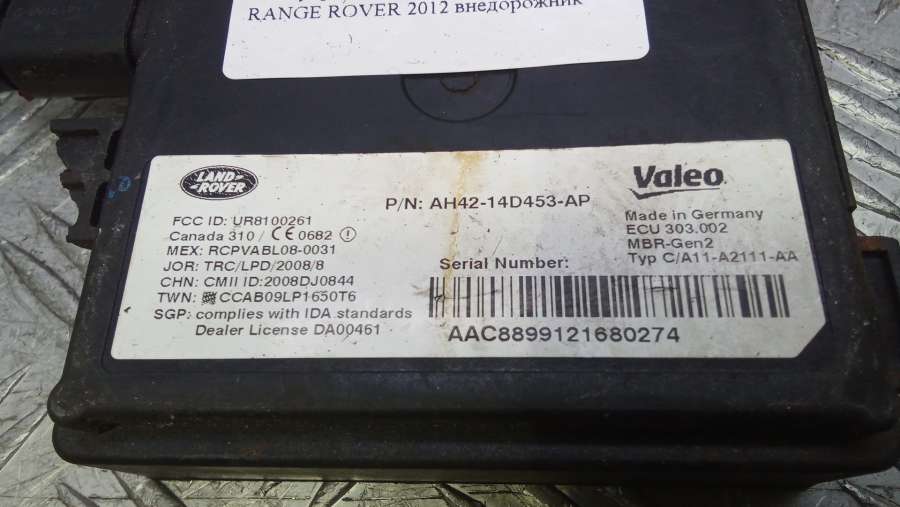 RANGE ROVER 2012 внедорожник
LAND
ROVER
P/N: AH42-14D453-AP
Valeo
FCC ID: UR8100261
Canada 310 / CE 0682
MEX: RCPVABL08-0031
JOR: TRC/LPD/2008/8
CHN: CMII ID:2008DJ0844
TWN: CCAB09LP1650T6
SGP: complies with IDA standards
Dealer License DA00461
Made in Germany
ECU 303.002
MBR-Gen2
Typ C/A11-A2111-AA
Serial Number:
AAC8899121680274